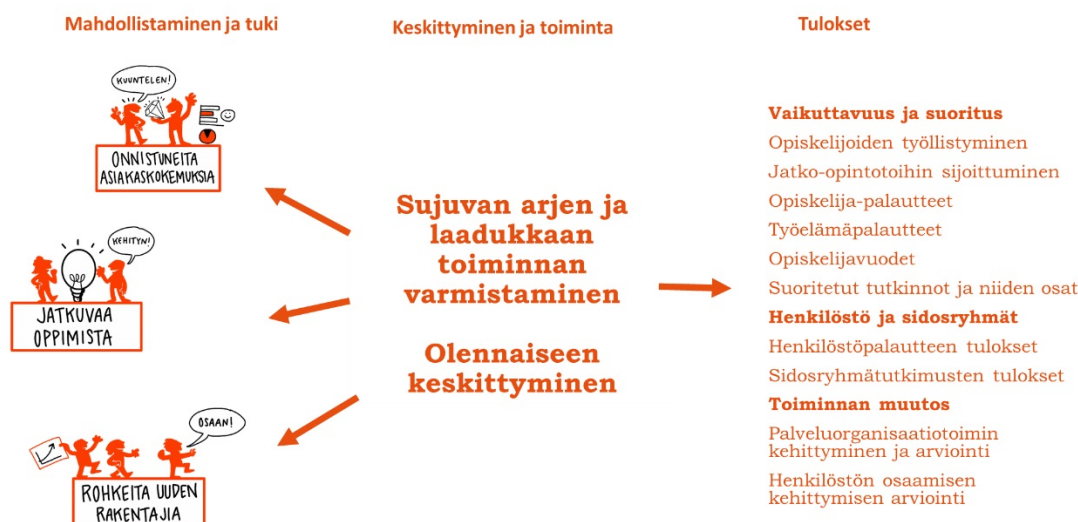 Mahdollistaminen ja tuki
Keskittyminen ja toiminta
Tulokset
KUUNTELEN!
ONNISTUNEITA
ASIAKASKOKEMUKSIA
KEHITYN!
JATKUVAA
OPPIMISTA
OSAAN!
ROHKEITA UUDEN
RAKENTAJIA
Sujuvan arjen ja
laadukkaan
toiminnan
varmistaminen
Olennaiseen
keskittyminen
Vaikuttavuus ja suoritus
Opiskelijoiden työllistyminen
Jatko-opintotoihin sijoittuminen
Opiskelija-palautteet
Työelämäpalautteet
Opiskelijavuodet
Suoritetut tutkinnot ja niiden osat
Henkilöstö ja sidosryhmät
Henkilöstöpalautteen tulokset
Sidosryhmätutkimusten tulokset
Toiminnan muutos
Palveluorganisaatiotoimin
kehittyminen ja arviointi
Henkilöstön osaamisen
kehittymisen arviointi